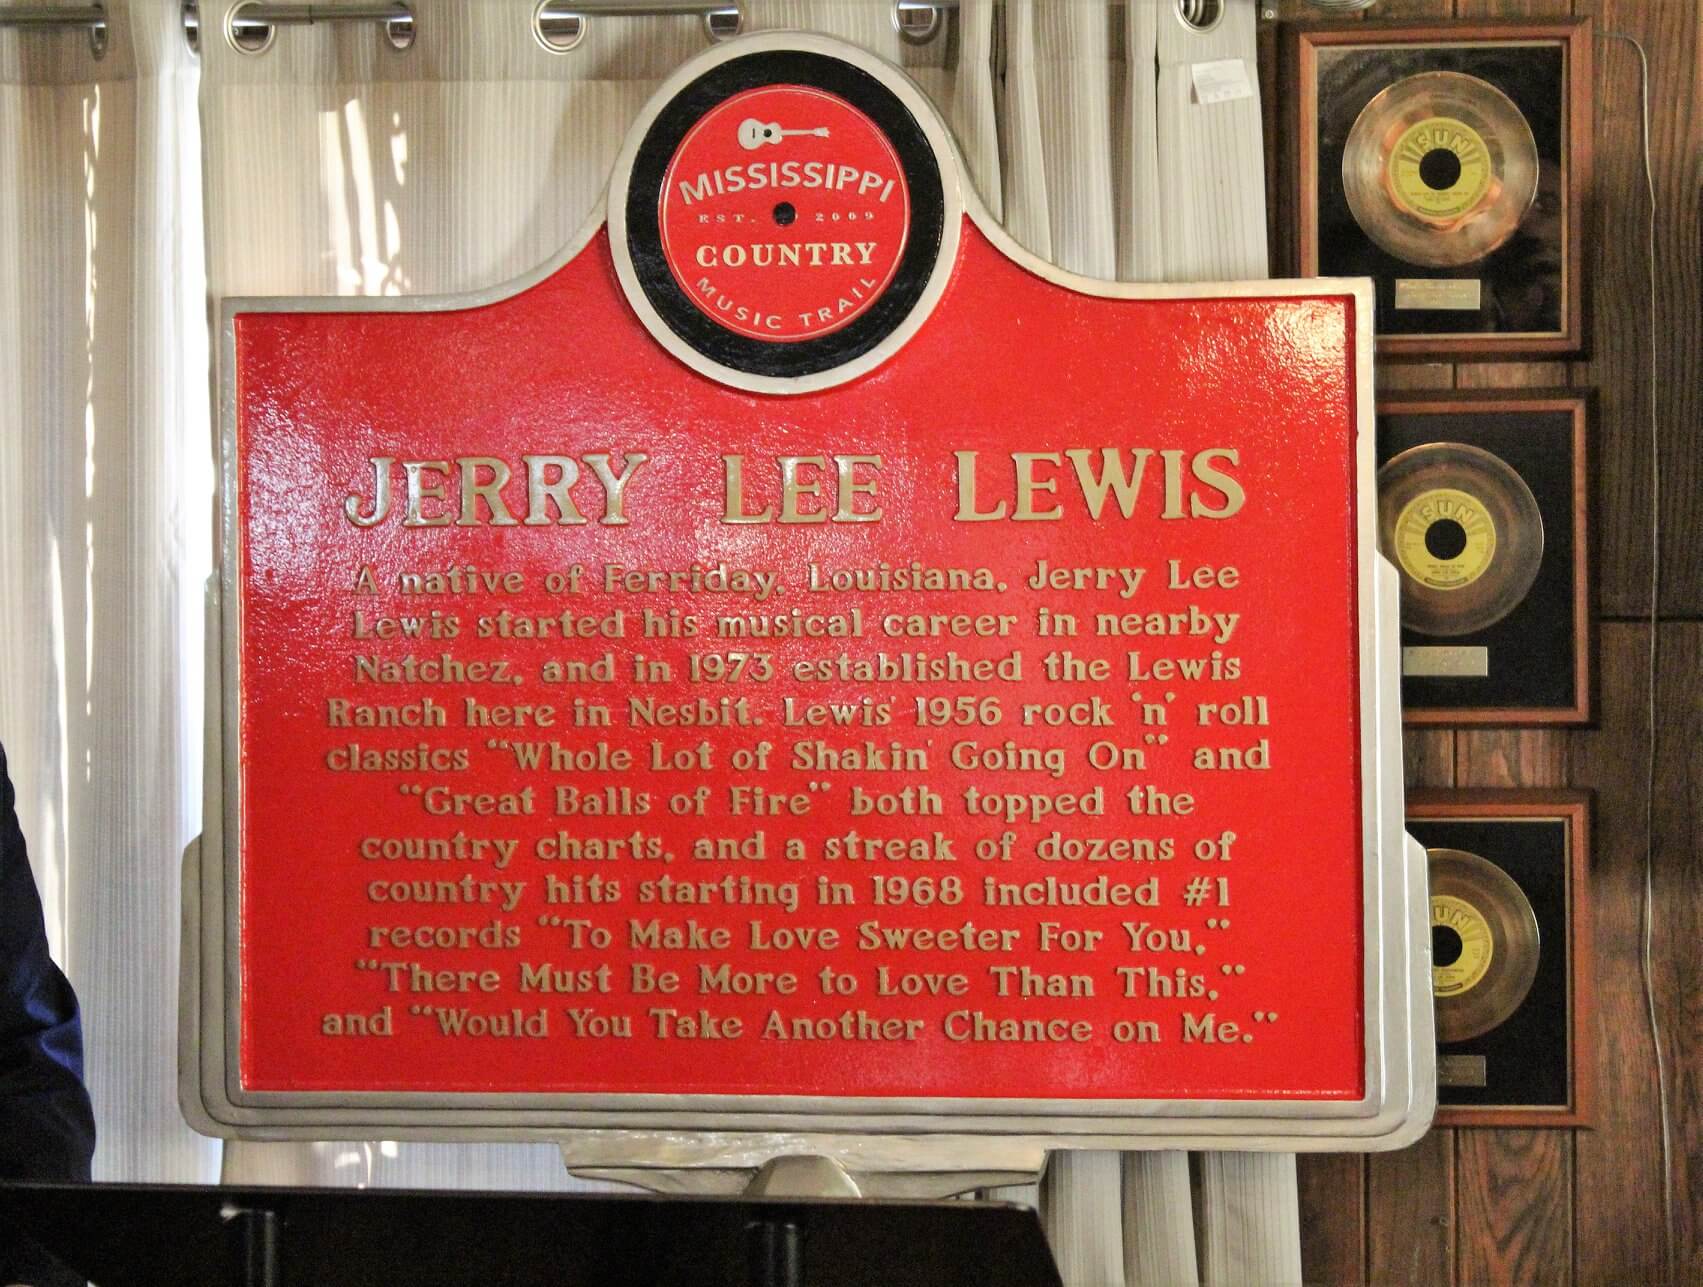 MISSISSIPPI
EST. 2009
COUNTRY
MUSIC TRAIL
JERRY LEE LEWIS
A native of Ferriday, Louisiana, Jerry Lee
Lewis started his musical career in nearby
Natchez, and in 1973 established the Lewis
Ranch here in Nesbit. Lewis' 1956 rock 'n' roll
classics "Whole Lot of Shakin' Going On" and
"Great Balls of Fire" both topped the
country charts, and a streak of dozens of
country hits starting in 1968 included #1
records "To Make Love Sweeter For You,"
"There Must Be More to Love Than This,"
and "Would You Take Another Chance on Me."
SUN
SUN
SUN